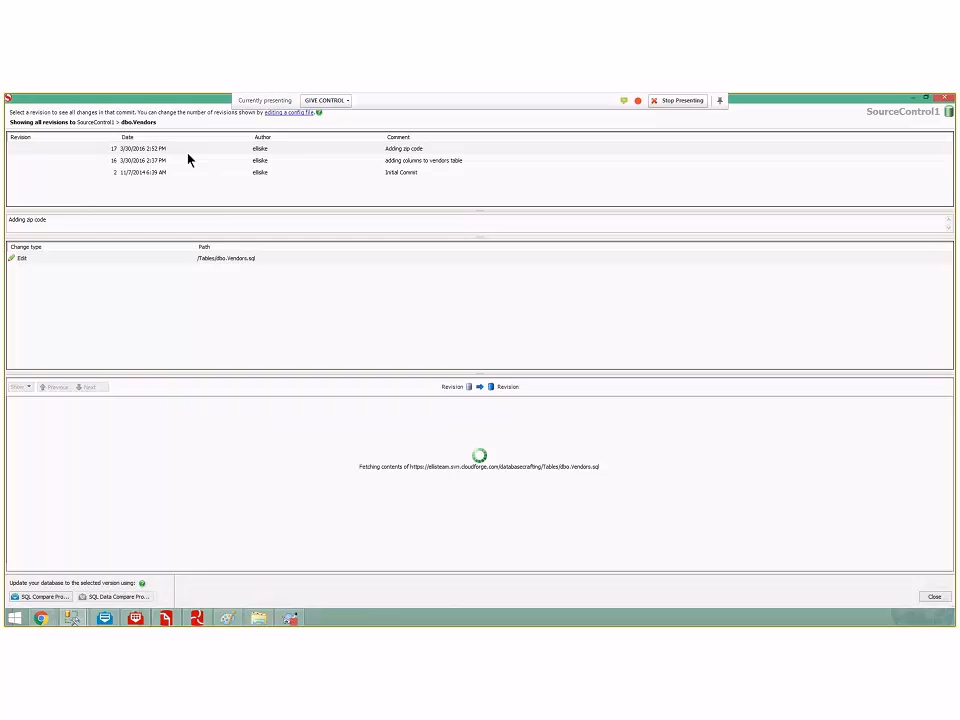 Currently presenting GIVE CONTROL Stop Presenting
Select a revision to see all changes in that commit. You can change the number of revisions shown by editing a config file.
SourceControl1
Showing all revisions to SourceControl1 > dbo.Vendors
Revision Date Author Comment
17 3/30/2016 2:52 PM elliske Adding zip code
16 3/30/2016 2:37 PM elliske adding columns to vendors table
2 11/7/2014 6:39 AM elliske Initial Commit
Adding zip code
Change type Path
Edit /Tables/dbo.Vendors.sql
Show Previous Next Revision Revision
Fetching contents of https://ellisteam.svn.cloudforge.com/databasecrafting/Tables/dbo.Vendors.sql
Update your database to the selected version using:
SQL Compare Pro... SQL Data Compare Pro... Close